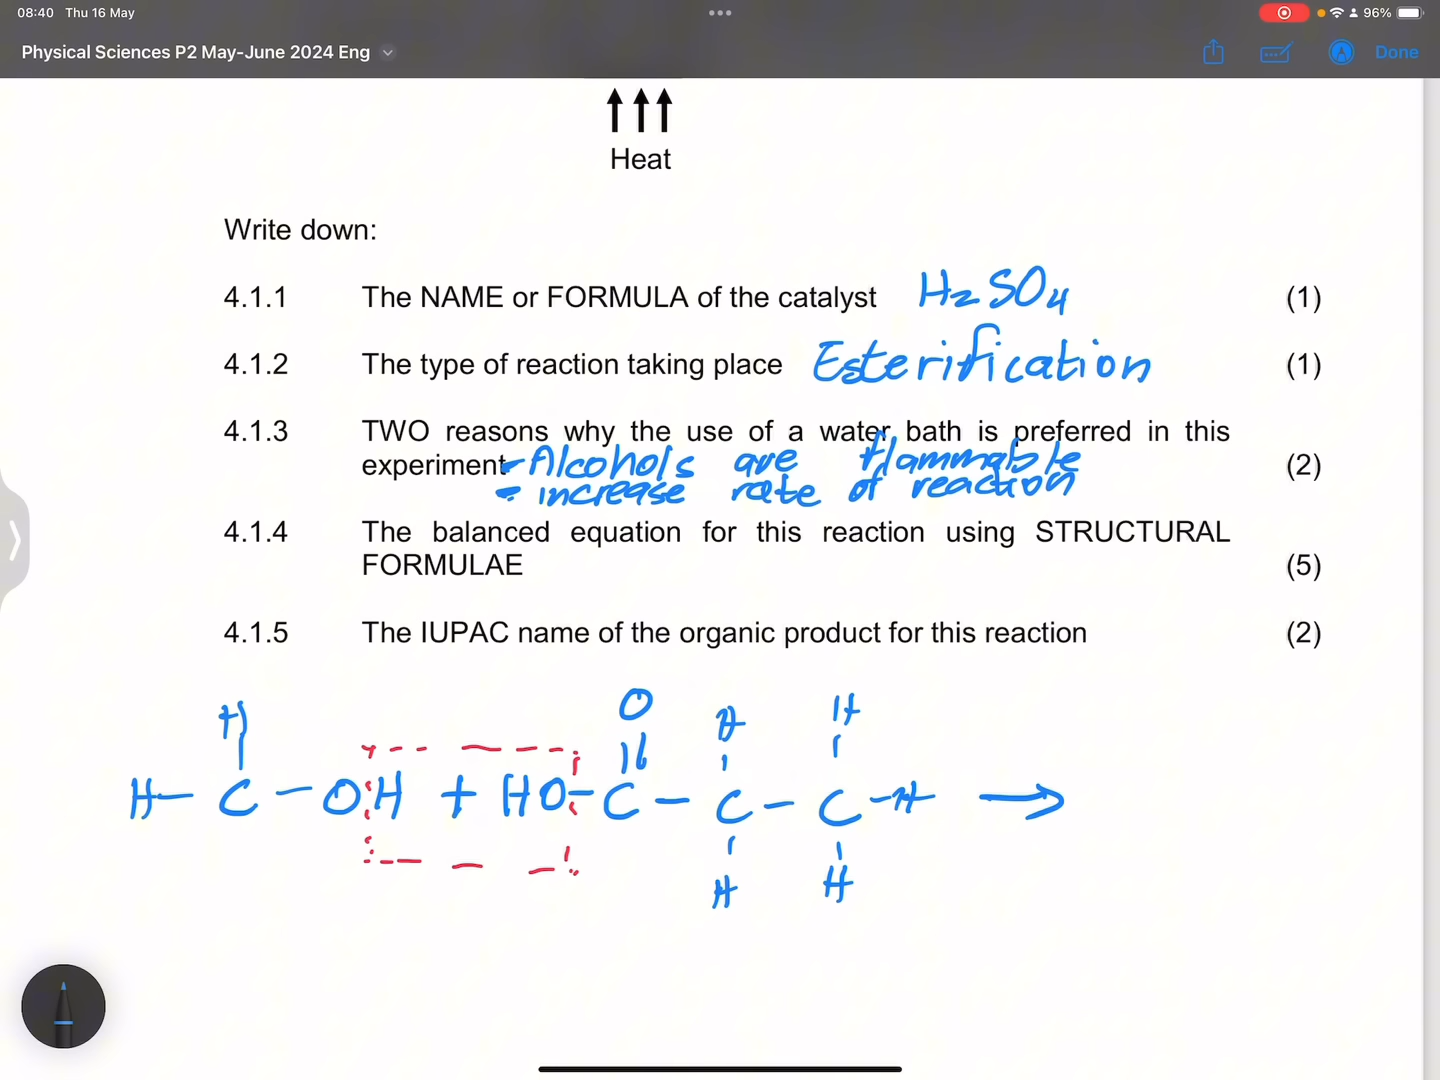 08:40 Thu 16 May
96%
Physical Sciences P2 May-June 2024 Eng
Done
Heat
Write down:
4.1.1 The NAME or FORMULA of the catalyst H₂SO₄ (1)
4.1.2 The type of reaction taking place Esterification (1)
4.1.3 TWO reasons why the use of a water bath is preferred in this
experiment - Alcohols are flammable (2)
- increase rate of reaction
4.1.4 The balanced equation for this reaction using STRUCTURAL
FORMULAE (5)
4.1.5 The IUPAC name of the organic product for this reaction (2)
H O H H
H – C – OH + HO – C – C – C – H →
H H